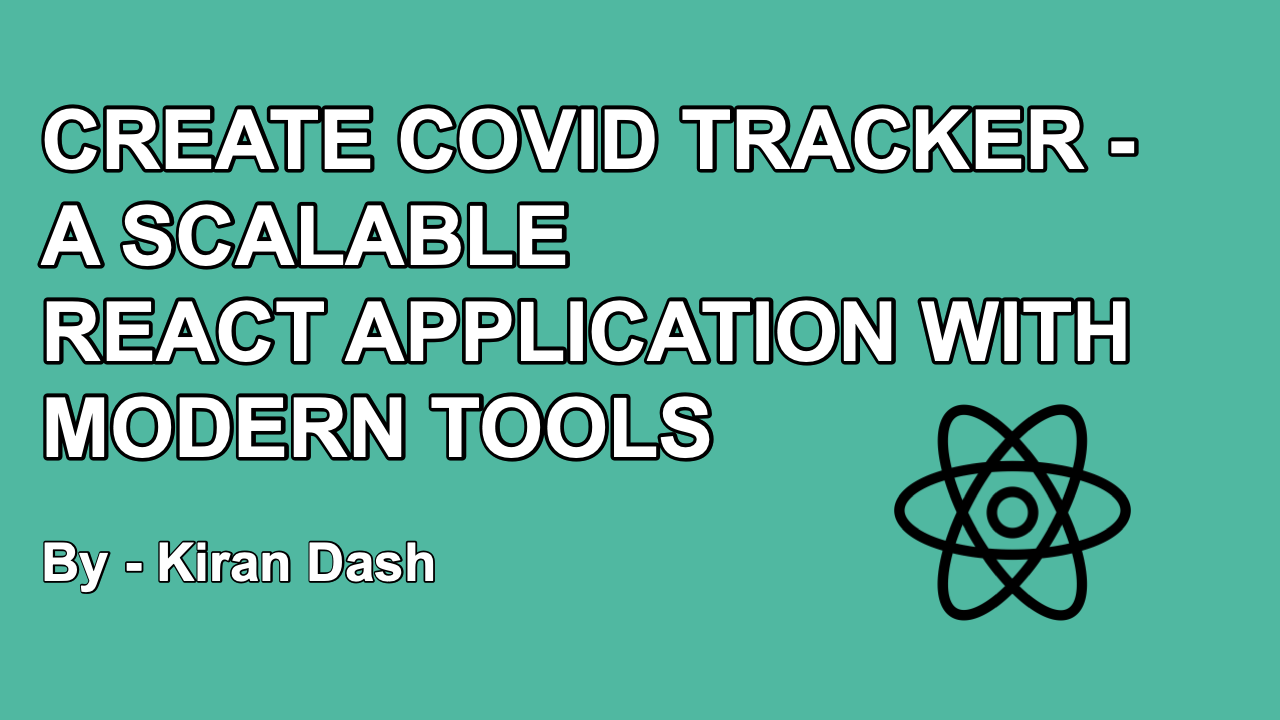 CREATE COVID TRACKER -
A SCALABLE
REACT APPLICATION WITH
MODERN TOOLS
By - Kiran Dash